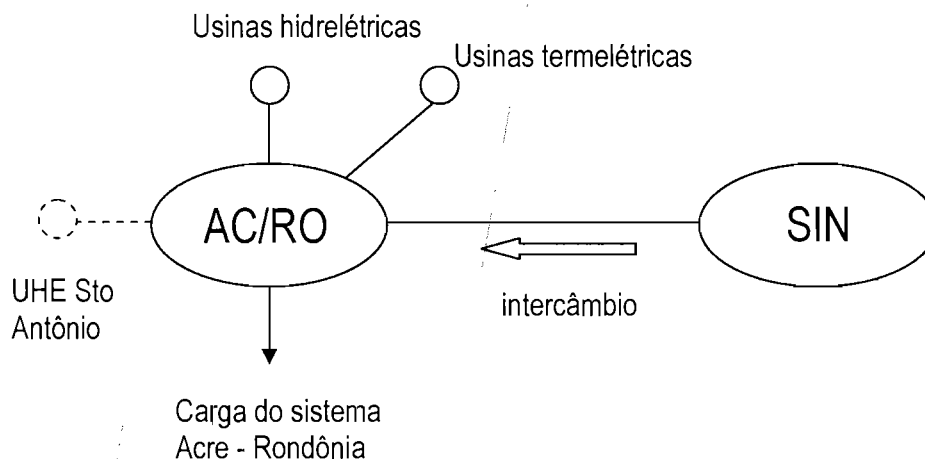 Usinas hidrelétricas
Usinas termelétricas
AC/RO
SIN
UHE Sto
Antônio
intercâmbio
Carga do sistema
Acre - Rondônia